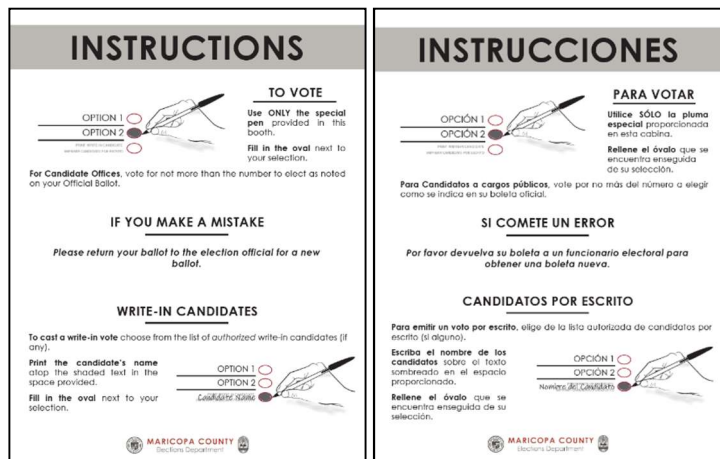 INSTRUCTIONS
TO VOTE
OPTION 1
OPTION 2
Use ONLY the special
pen provided in this
booth.
Fill in the oval next to
your selection.
For Candidate Offices, vote for not more than the number to elect as noted
on your Official Ballot.
IF YOU MAKE A MISTAKE
Please return your ballot to the election official for a new
ballot.
WRITE-IN CANDIDATES
To cast a write-in vote choose from the list of authorized write-in candidates (if
any).
Print the candidate's name
atop the shaded text in the
space provided.
Fill in the oval next to your
selection.
OPTION 1
OPTION 2
Candidate Name
MARICOPA COUNTY
Elections Department
INSTRUCCIONES
PARA VOTAR
OPCIÓN 1
OPCIÓN 2
Utilice SÓLO la pluma
especial proporcionada
en esta cabina.
Rellene el óvalo que se
encuentra enseguida
de su selección.
Para Candidatos a cargos públicos, vote por no más del número a elegir
como se indica en su boleta oficial.
SI COMETE UN ERROR
Por favor devuelva su boleta a un funcionario electoral para
obtener una boleta nueva.
CANDIDATOS POR ESCRITO
Para emitir un voto por escrito, elige de la lista autorizada de candidatos por
escrito (si alguno).
Escriba el nombre de los
candidatos sobre el texto
sombreado en el espacio
proporcionado.
Rellene el óvalo que se
encuentra enseguida de su
selección.
OPCIÓN 1
OPCIÓN 2
Nombre del Candidato
MARICOPA COUNTY
Elections Department